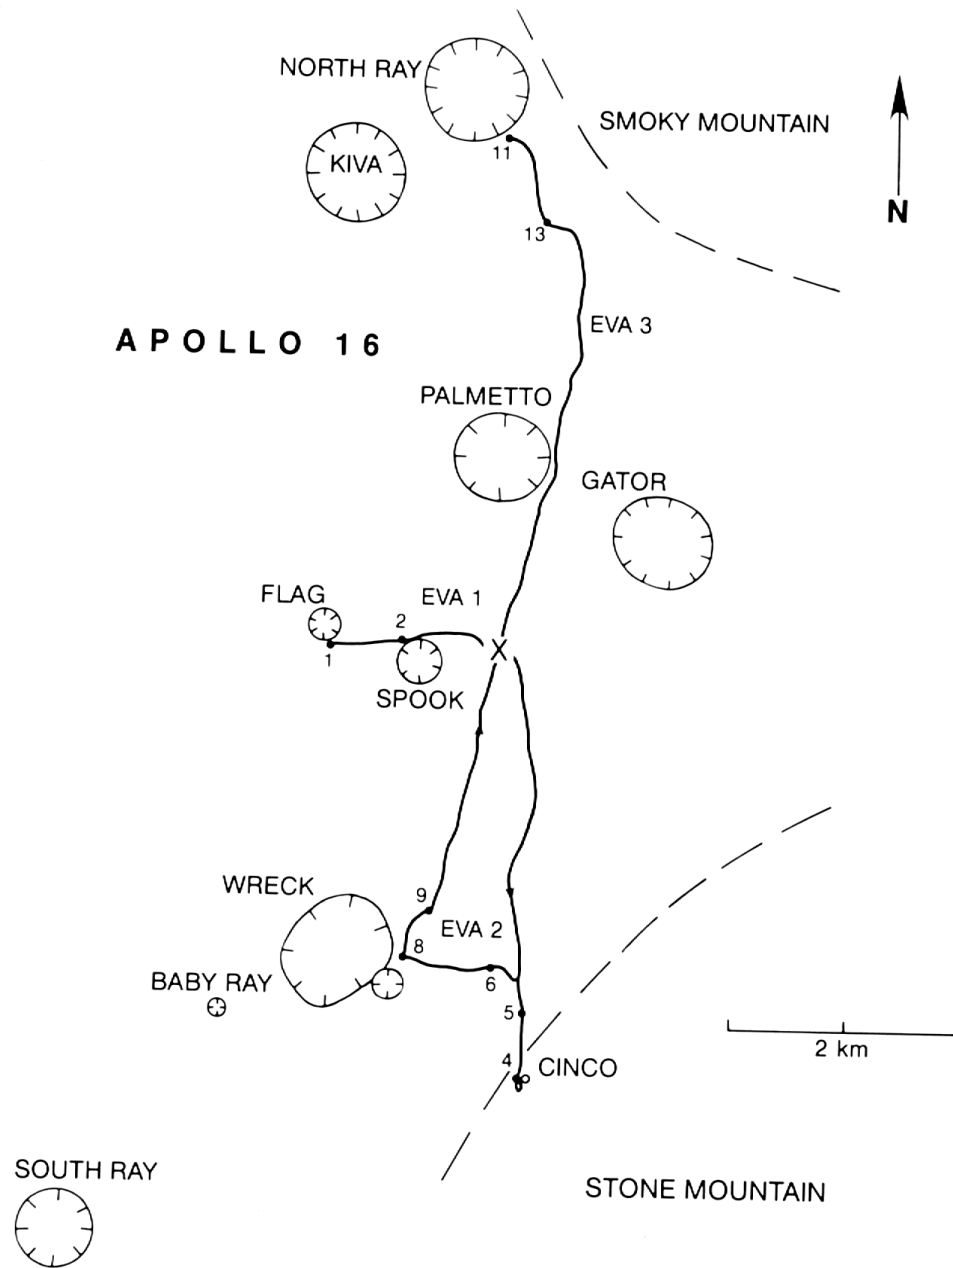 NORTH RAY
SMOKY MOUNTAIN
11
KIVA
N
13
EVA 3
APOLLO 16
PALMETTO
GATOR
FLAG
EVA 1
2
1
X
SPOOK
WRECK
9
EVA 2
8
BABY RAY
6
5
2 km
4
CINCO
SOUTH RAY
STONE MOUNTAIN